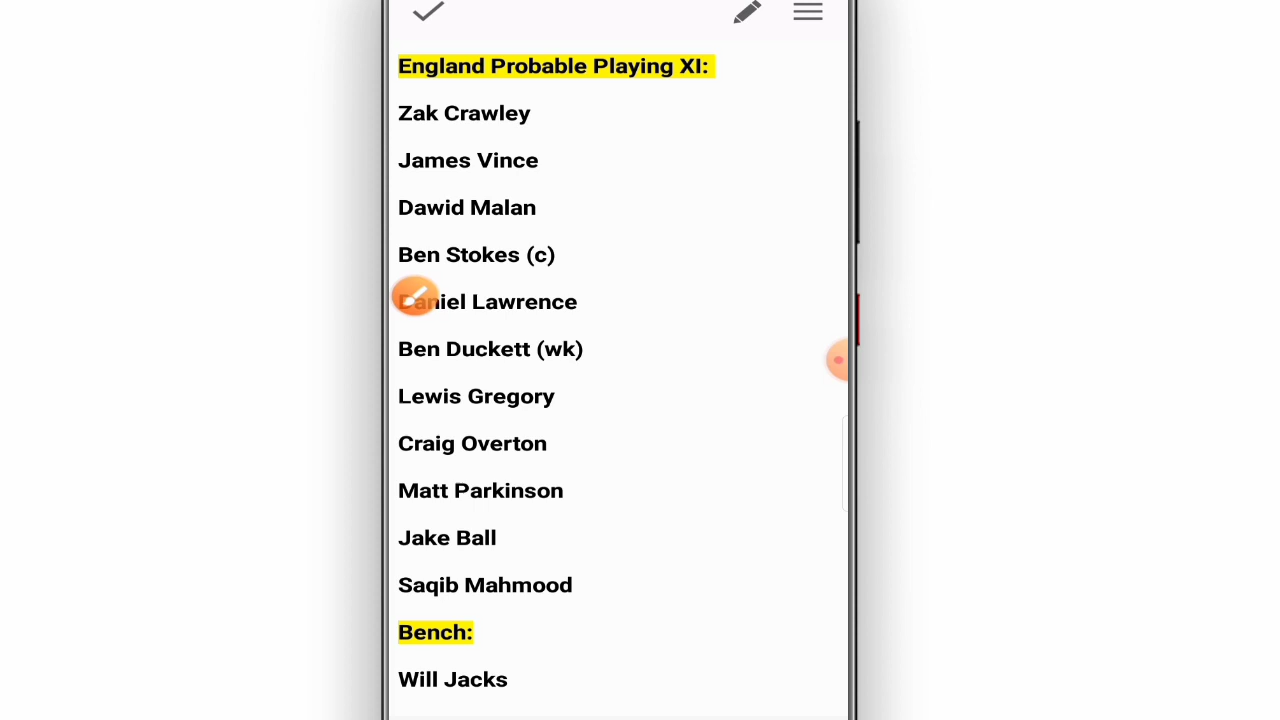 England Probable Playing XI:
Zak Crawley
James Vince
Dawid Malan
Ben Stokes (c)
Daniel Lawrence
Ben Duckett (wk)
Lewis Gregory
Craig Overton
Matt Parkinson
Jake Ball
Saqib Mahmood
Bench:
Will Jacks